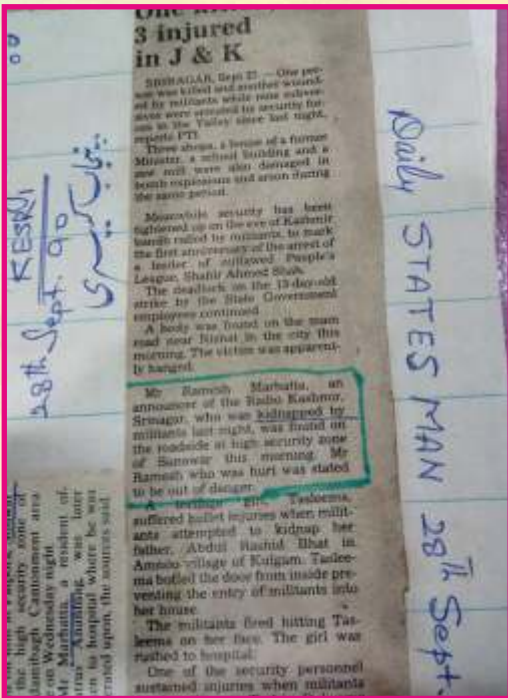 3 injured
in J & K
SRINAGAR, Sept 27. — One per-
son was killed and another wound-
ed by militants while nine subver-
sives were arrested by security for-
ces in the Valley since last night,
reports PTI.
Three shops, a house of a former
Minister, a school building and a
saw mill were also damaged in
bomb explosions and arson during
the same period.
Meanwhile security has been
tightened up on the eve of Kashmir
bandh called by militants, to mark
the first anniversary of the arrest of
a leader of outlawed People's
League, Shabir Ahmed Shah.
The deadlock on the 13-day-old
strike by the State Government
employees continued.
A body was found on the main
road near Nishat in the city this
morning. The victim was apparent-
ly hanged.
Mr Ramesh Marhatta, an
announcer of the Radio Kashmir,
Srinagar, who was kidnapped by
militants last night, was found on
the roadside at high security zone
of Sanowar this morning. Mr
Ramesh who was hurt was stated
to be out of danger.
A teenage girl, Tasleema,
suffered bullet injuries when milit-
ants attempted to kidnap her
father, Abdul Rashid Bhat in
village of Kulgam. Taslee-
ma bolted the door from inside pre-
venting the entry of militants into
her house.
The militants fired hitting Tas-
leema on her face. The girl was
rushed to hospital.
One of the security personnel
sustained injuries when militants
Daily STATES MAN 28th Sept
KESRI
28th Sept. 90
the high security zone of
Cantonment area
on Wednesday night
Mr Marhatta, a resident of
Anantnag, was later
to hospital where he was
rated upon, the sources said